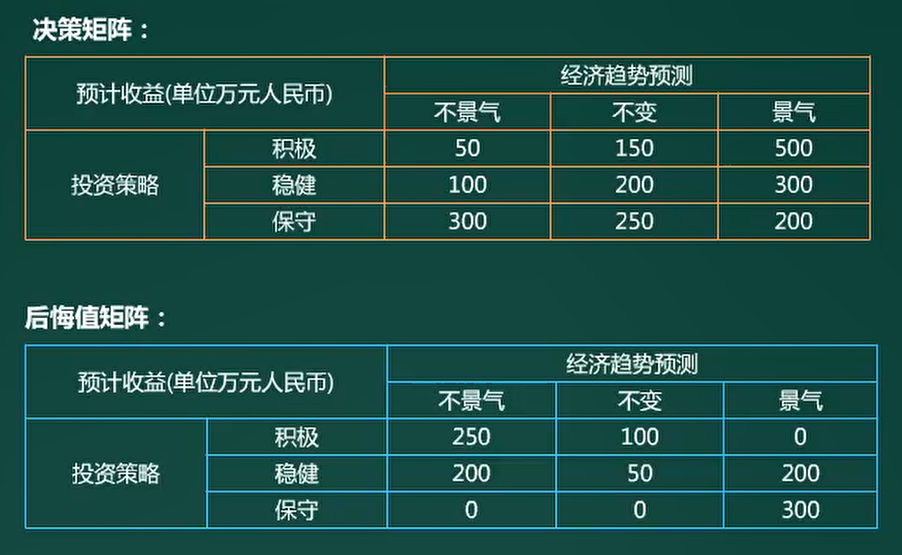 决策矩阵：
预计收益(单位万元人民币)
经济趋势预测
不景气 不变 景气
投资策略
积极 50 150 500
稳健 100 200 300
保守 300 250 200
后悔值矩阵：
预计收益(单位万元人民币)
经济趋势预测
不景气 不变 景气
投资策略
积极 250 100 0
稳健 200 50 200
保守 0 0 300